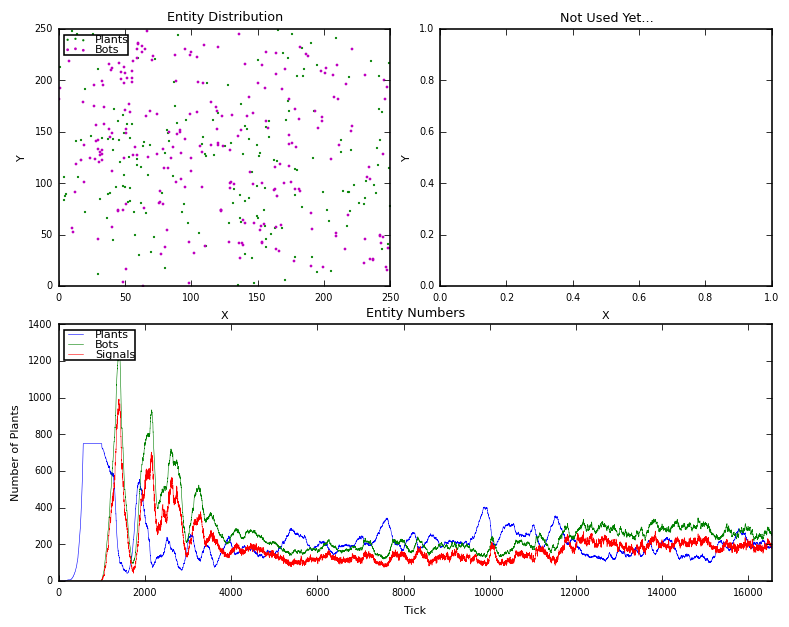 Entity Distribution
Not Used Yet...
250
200
150
100
50
0
Y
Plants
Bots
0 50 100 150 200 250
X
1.0
0.8
0.6
0.4
0.2
0.0
Y
0.0 0.2 0.4 0.6 0.8 1.0
X
Entity Numbers
1400
1200
1000
800
600
400
200
0
Number of Plants
Plants
Bots
Signals
0 2000 4000 6000 8000 10000 12000 14000 16000
Tick